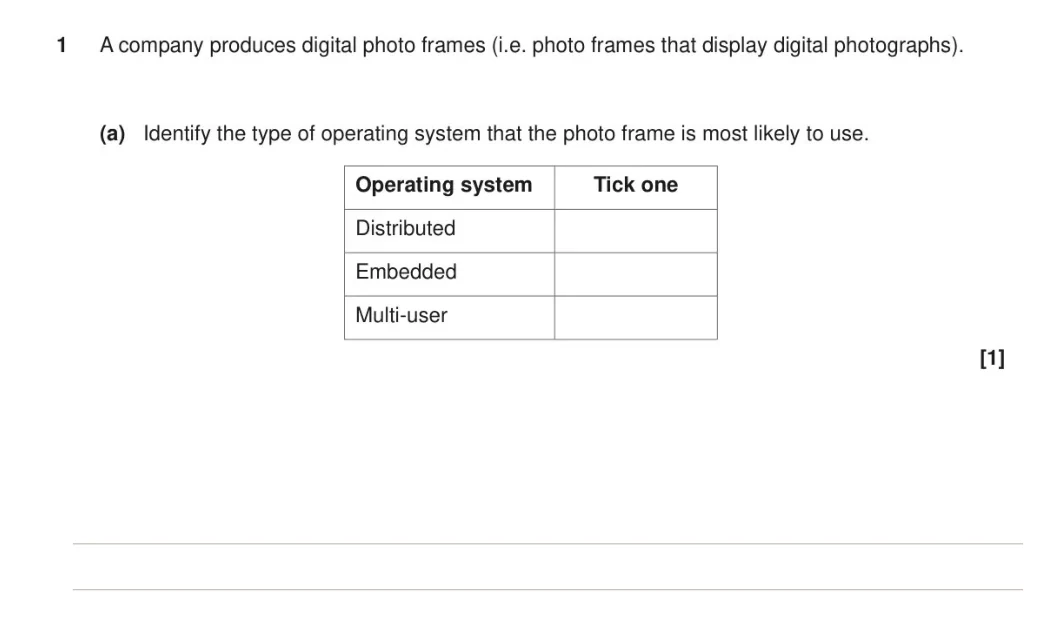 1 A company produces digital photo frames (i.e. photo frames that display digital photographs).
(a) Identify the type of operating system that the photo frame is most likely to use.
Operating system Tick one
Distributed
Embedded
Multi-user
[1]